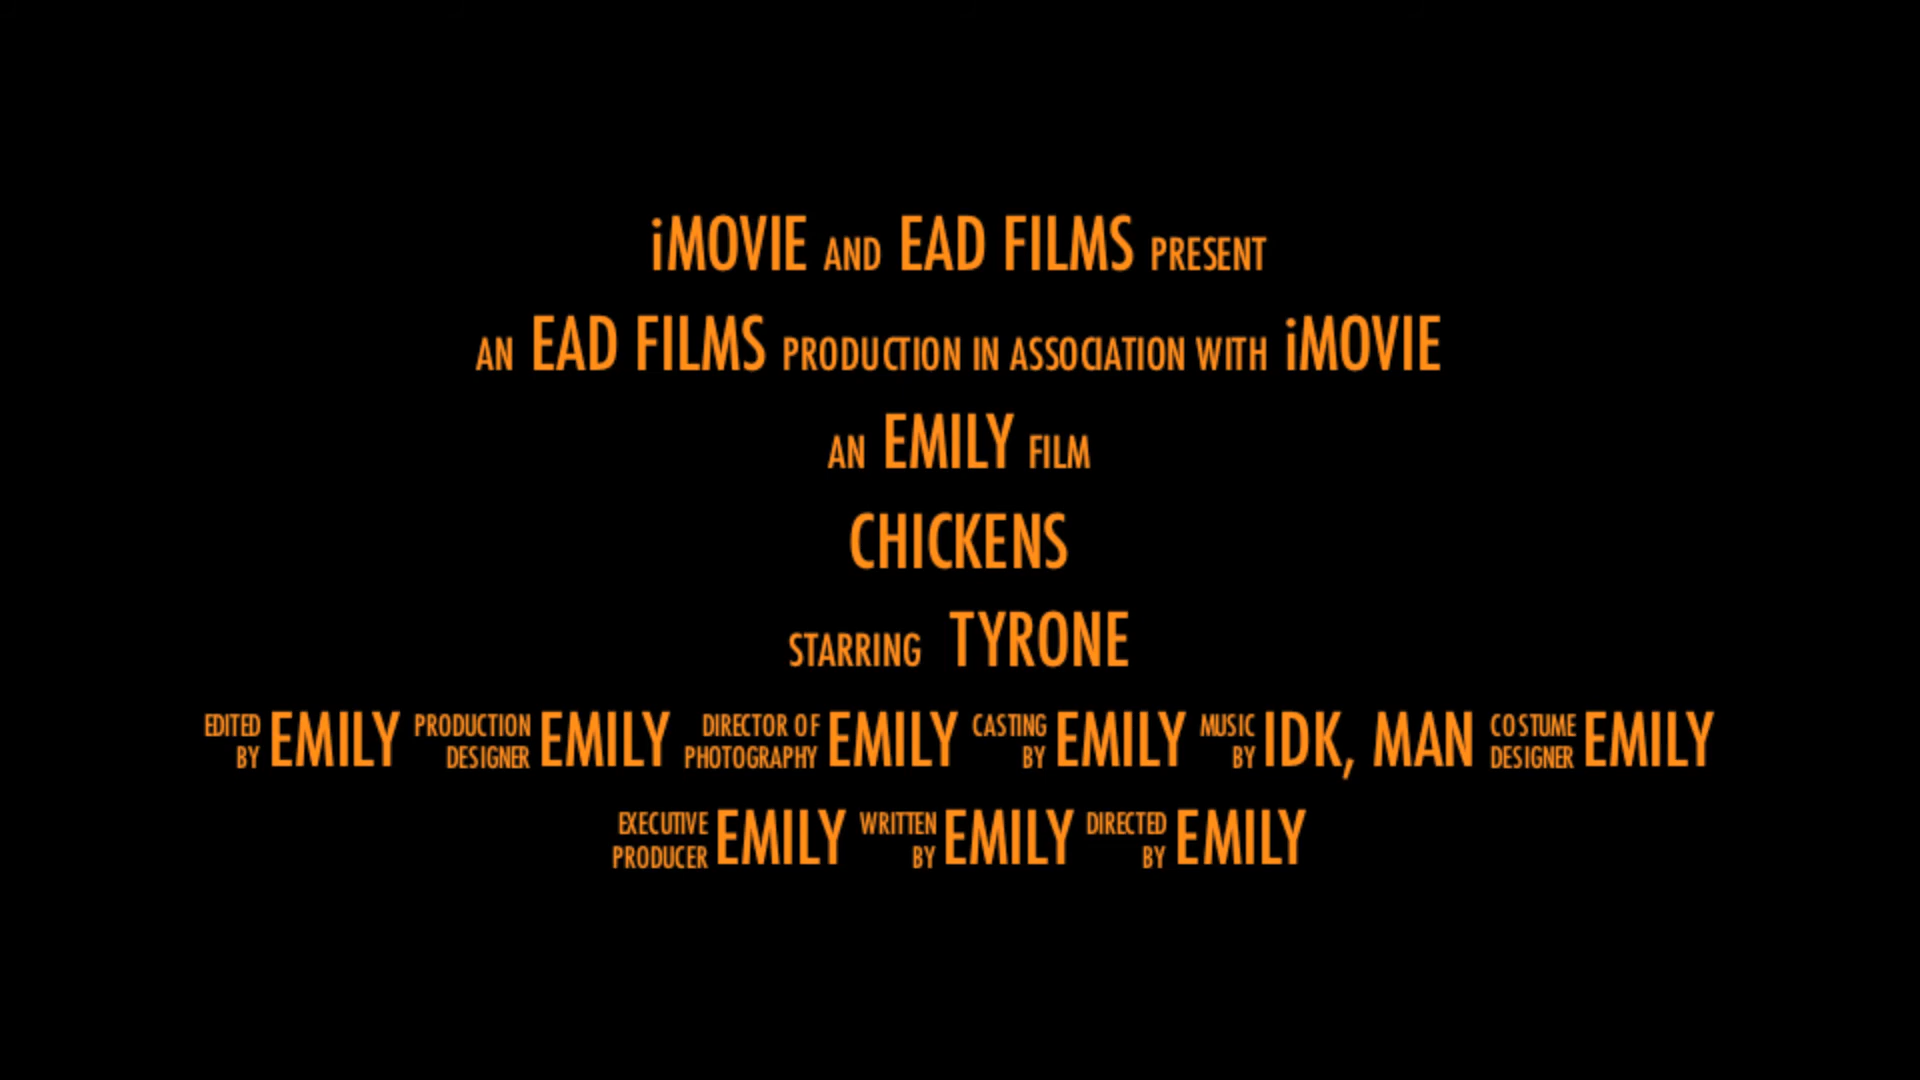 iMOVIE AND EAD FILMS PRESENT
AN EAD FILMS PRODUCTION IN ASSOCIATION WITH iMOVIE
AN EMILY FILM
CHICKENS
STARRING TYRONE
EDITED BY EMILY PRODUCTION DESIGNER EMILY DIRECTOR OF PHOTOGRAPHY EMILY CASTING BY EMILY MUSIC BY IDK, MAN COSTUME DESIGNER EMILY
EXECUTIVE PRODUCER EMILY WRITTEN BY EMILY DIRECTED BY EMILY